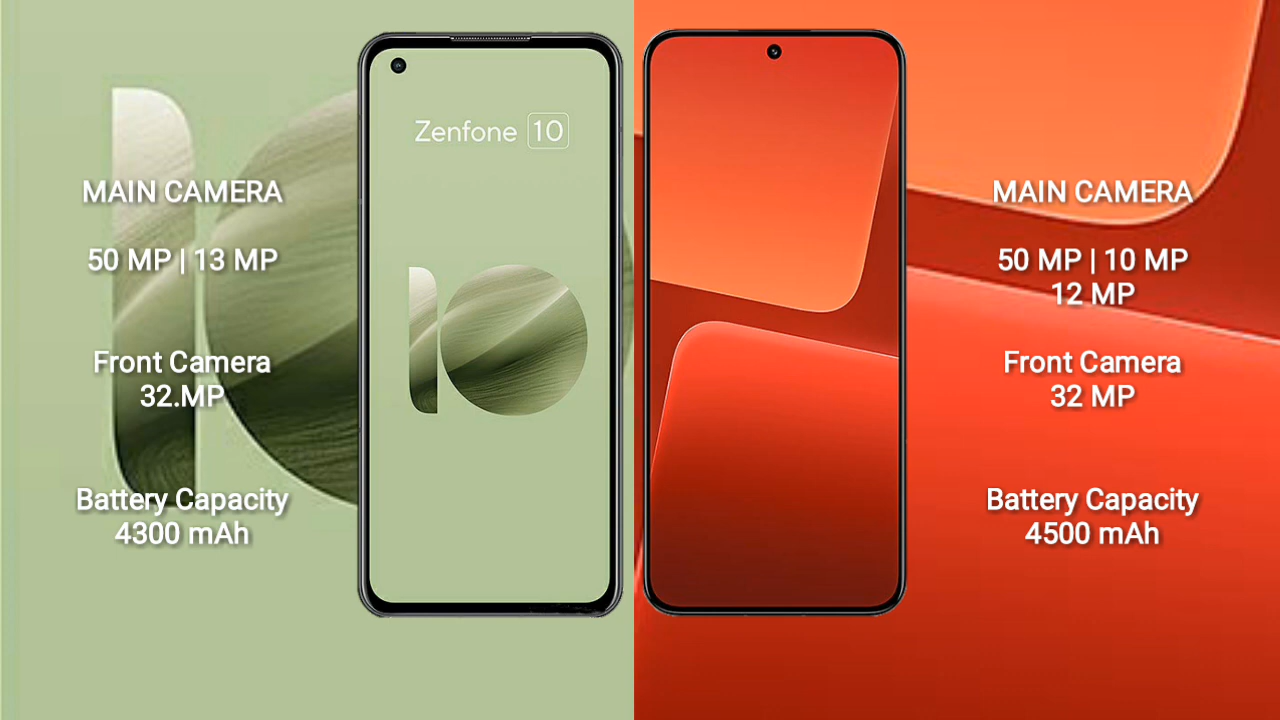 MAIN CAMERA
50 MP | 13 MP
Front Camera
32.MP
Battery Capacity
4300 mAh
Zenfone 10
10
MAIN CAMERA
50 MP | 10 MP
12 MP
Front Camera
32 MP
Battery Capacity
4500 mAh